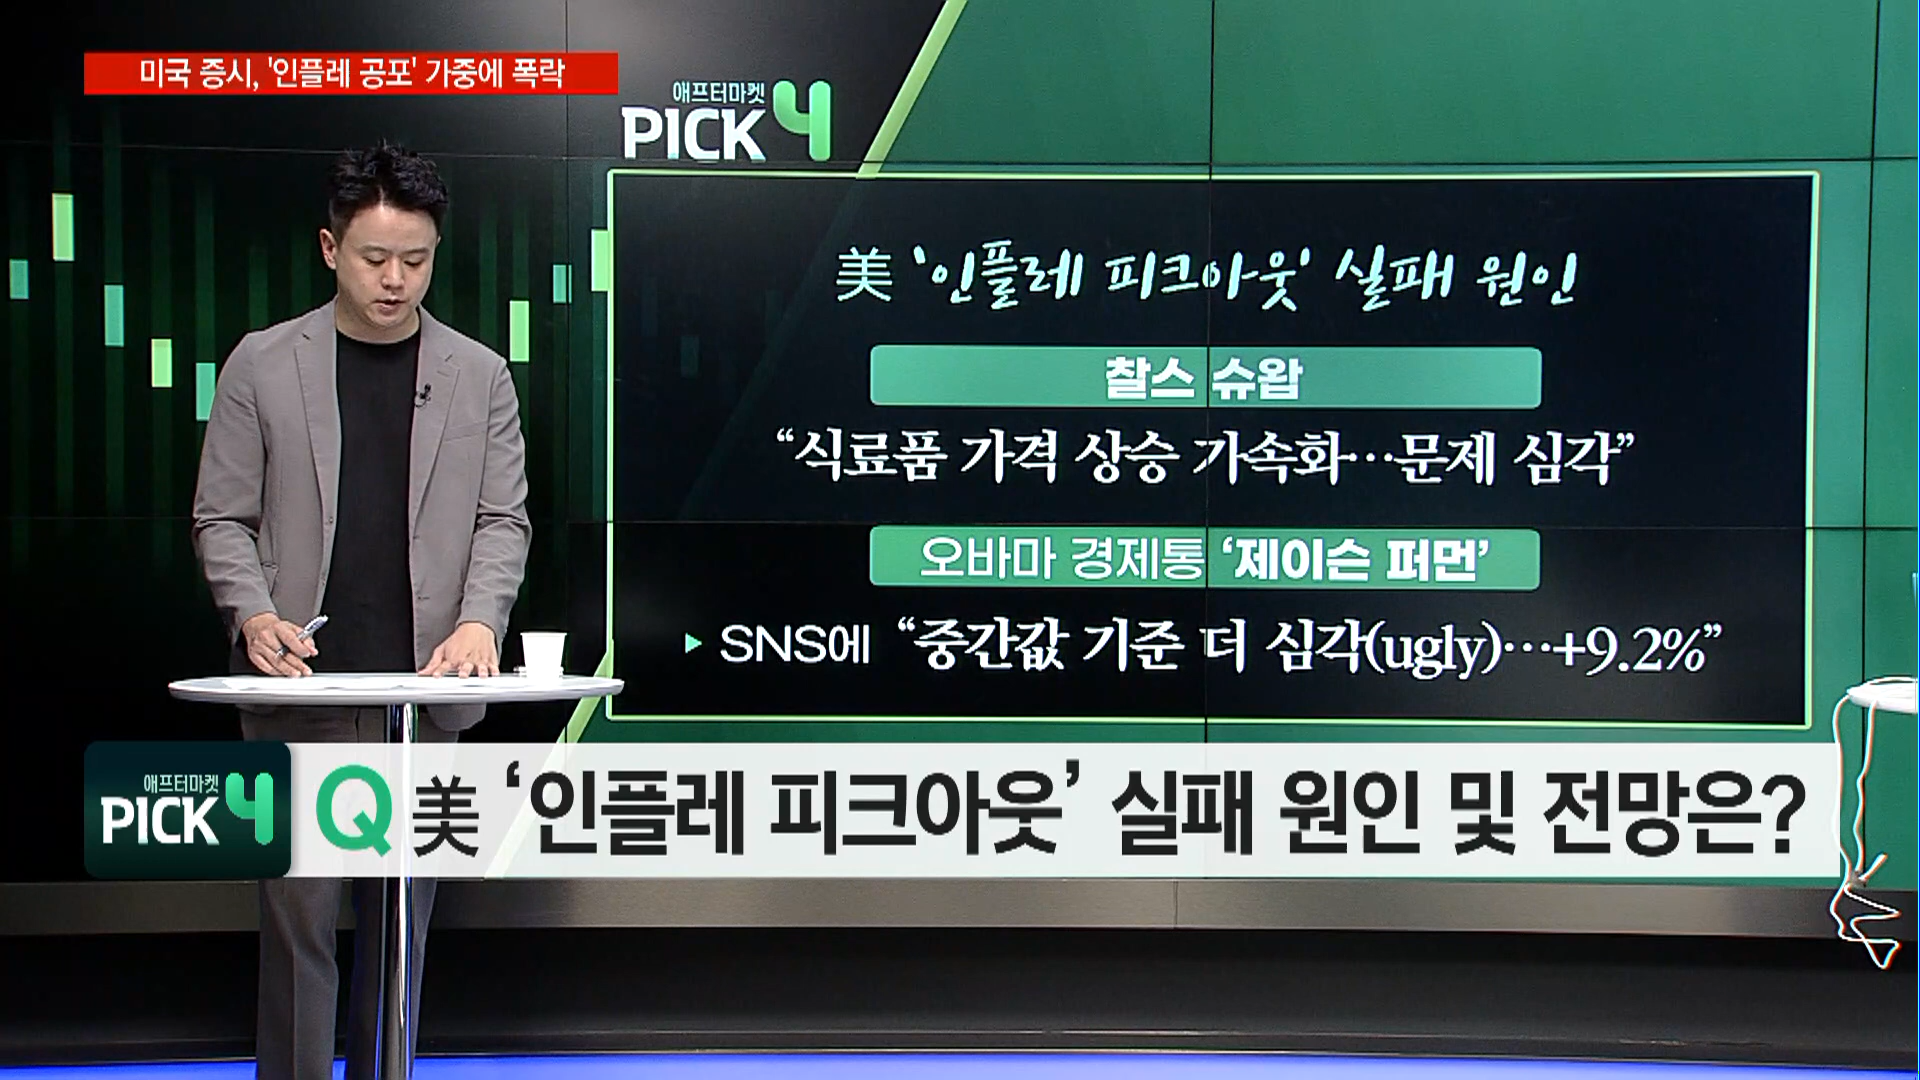 미국 증시, '인플레 공포' 가중에 폭락
애프터마켓
PICK 4
美 '인플레 피크아웃' 실패 원인
찰스 슈왑
“식료품 가격 상승 가속화…문제 심각”
오바마 경제통 ‘제이슨 퍼먼’
▶ SNS에 “중간값 기준 더 심각(ugly)…+9.2%”
애프터마켓
PICK 4
Q 美 ‘인플레 피크아웃’ 실패 원인 및 전망은?